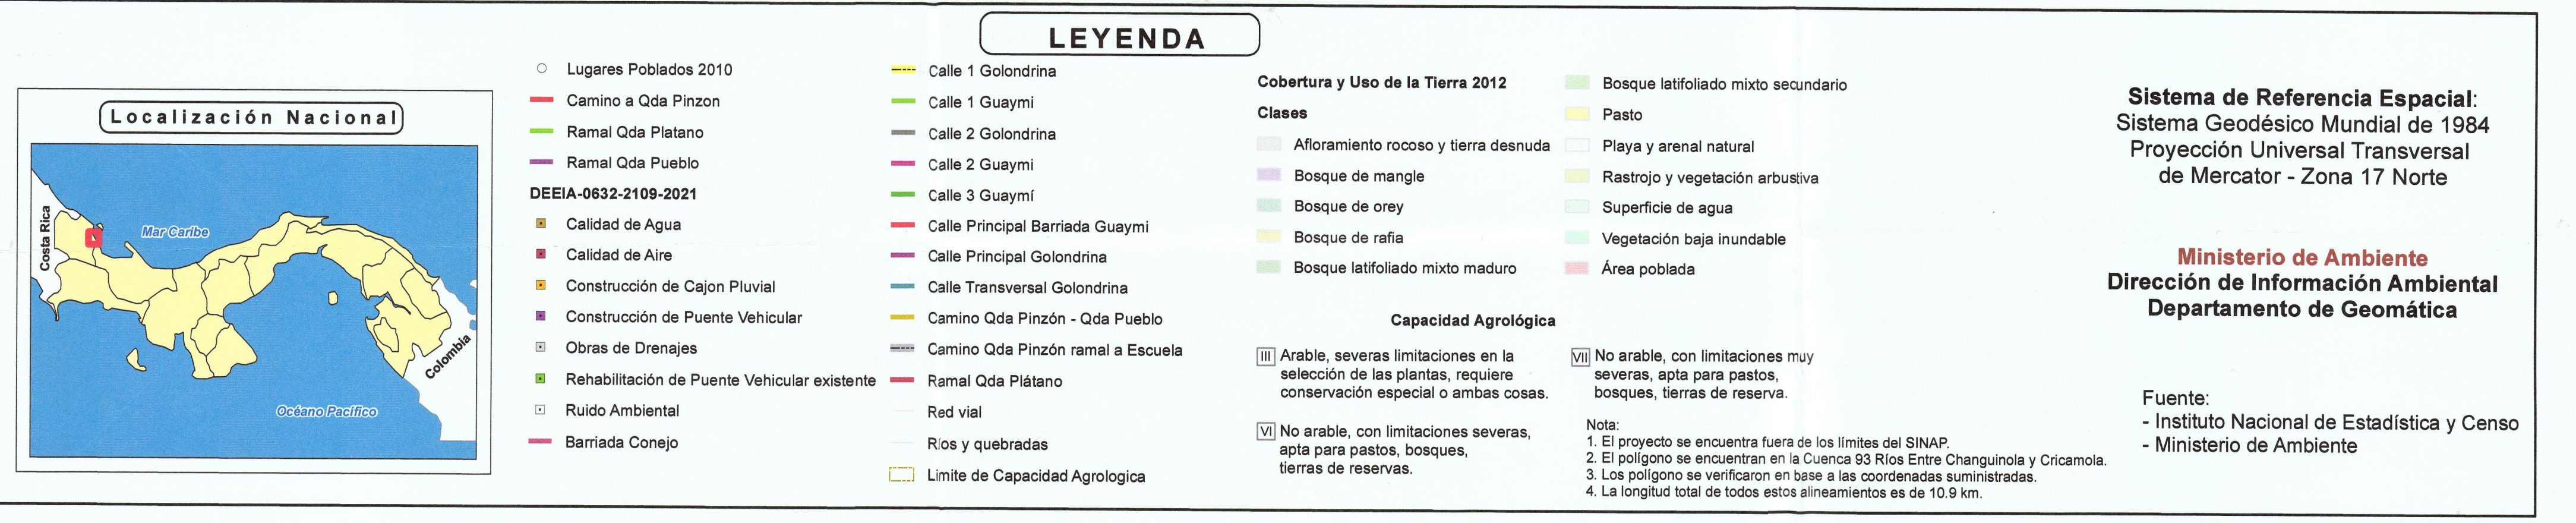 LEYENDA
Localización Nacional
Costa Rica
Mar Caribe
Océano Pacífico
Colombia
Lugares Poblados 2010
Camino a Qda Pinzon
Ramal Qda Platano
Ramal Qda Pueblo
DEEIA-0632-2109-2021
Calidad de Agua
Calidad de Aire
Construcción de Cajon Pluvial
Construcción de Puente Vehicular
Obras de Drenajes
Rehabilitación de Puente Vehicular existente
Ruido Ambiental
Barriada Conejo
Calle 1 Golondrina
Calle 1 Guaymi
Calle 2 Golondrina
Calle 2 Guaymi
Calle 3 Guaymí
Calle Principal Barriada Guaymi
Calle Principal Golondrina
Calle Transversal Golondrina
Camino Qda Pinzón - Qda Pueblo
Camino Qda Pinzón ramal a Escuela
Ramal Qda Plátano
Red vial
Ríos y quebradas
Limite de Capacidad Agrologica
Cobertura y Uso de la Tierra 2012
Clases
Afloramiento rocoso y tierra desnuda
Bosque de mangle
Bosque de orey
Bosque de rafia
Bosque latifoliado mixto maduro
Bosque latifoliado mixto secundario
Pasto
Playa y arenal natural
Rastrojo y vegetación arbustiva
Superficie de agua
Vegetación baja inundable
Área poblada
Capacidad Agrológica
III Arable, severas limitaciones en la
selección de las plantas, requiere
conservación especial o ambas cosas.
VI No arable, con limitaciones severas,
apta para pastos, bosques,
tierras de reservas.
VII No arable, con limitaciones muy
severas, apta para pastos,
bosques, tierras de reserva.
Nota:
1. El proyecto se encuentra fuera de los límites del SINAP.
2. El polígono se encuentran en la Cuenca 93 Ríos Entre Changuinola y Cricamola.
3. Los polígono se verificaron en base a las coordenadas suministradas.
4. La longitud total de todos estos alineamientos es de 10.9 km.
Sistema de Referencia Espacial:
Sistema Geodésico Mundial de 1984
Proyección Universal Transversal
de Mercator - Zona 17 Norte
Ministerio de Ambiente
Dirección de Información Ambiental
Departamento de Geomática
Fuente:
- Instituto Nacional de Estadística y Censo
- Ministerio de Ambiente